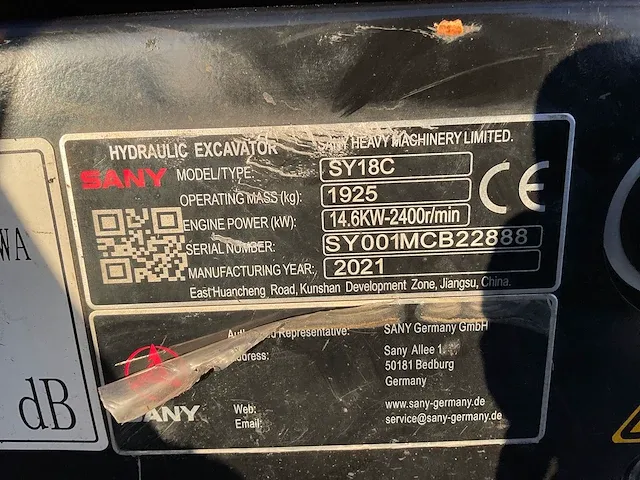 HYDRAULIC EXCAVATOR SANY HEAVY MACHINERY LIMITED.
SANY MODEL/TYPE: SY18C
OPERATING MASS (kg): 1925
ENGINE POWER (kW): 14.6KW-2400r/min
SERIAL NUMBER: SY001MCB22888
MANUFACTURING YEAR: 2021
CE
East Huancheng Road, Kunshan Development Zone, Jiangsu, China.
WA
dB
Representative: SANY Germany GmbH
Address: Sany Allee 1.
50181 Bedburg
Germany
SANY
Web: www.sany-germany.de
Email: service@sany-germany.de